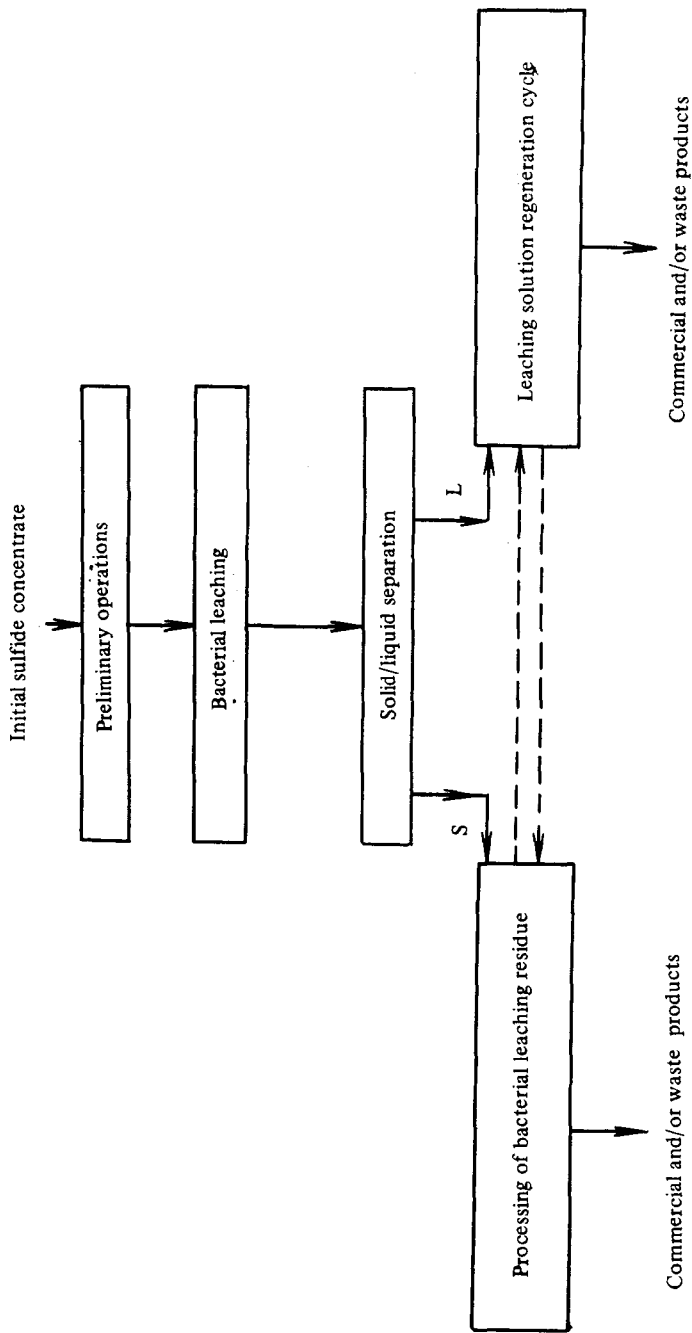 Initial sulfide concentrate
Preliminary operations
Bacterial leaching
Solid/liquid separation
S
L
Processing of bacterial leaching residue
Leaching solution regeneration cycle
Commercial and/or waste products
Commercial and/or waste products